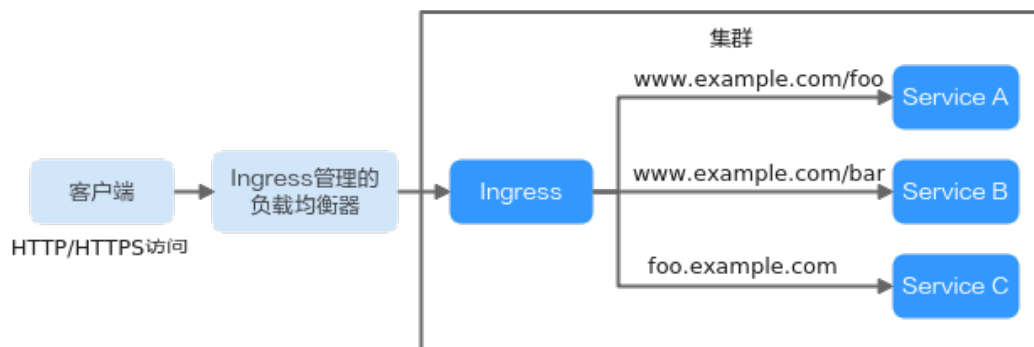 集群
www.example.com/foo
Service A
客户端
Ingress管理的
负载均衡器
Ingress
www.example.com/bar
Service B
HTTP/HTTPS访问
foo.example.com
Service C